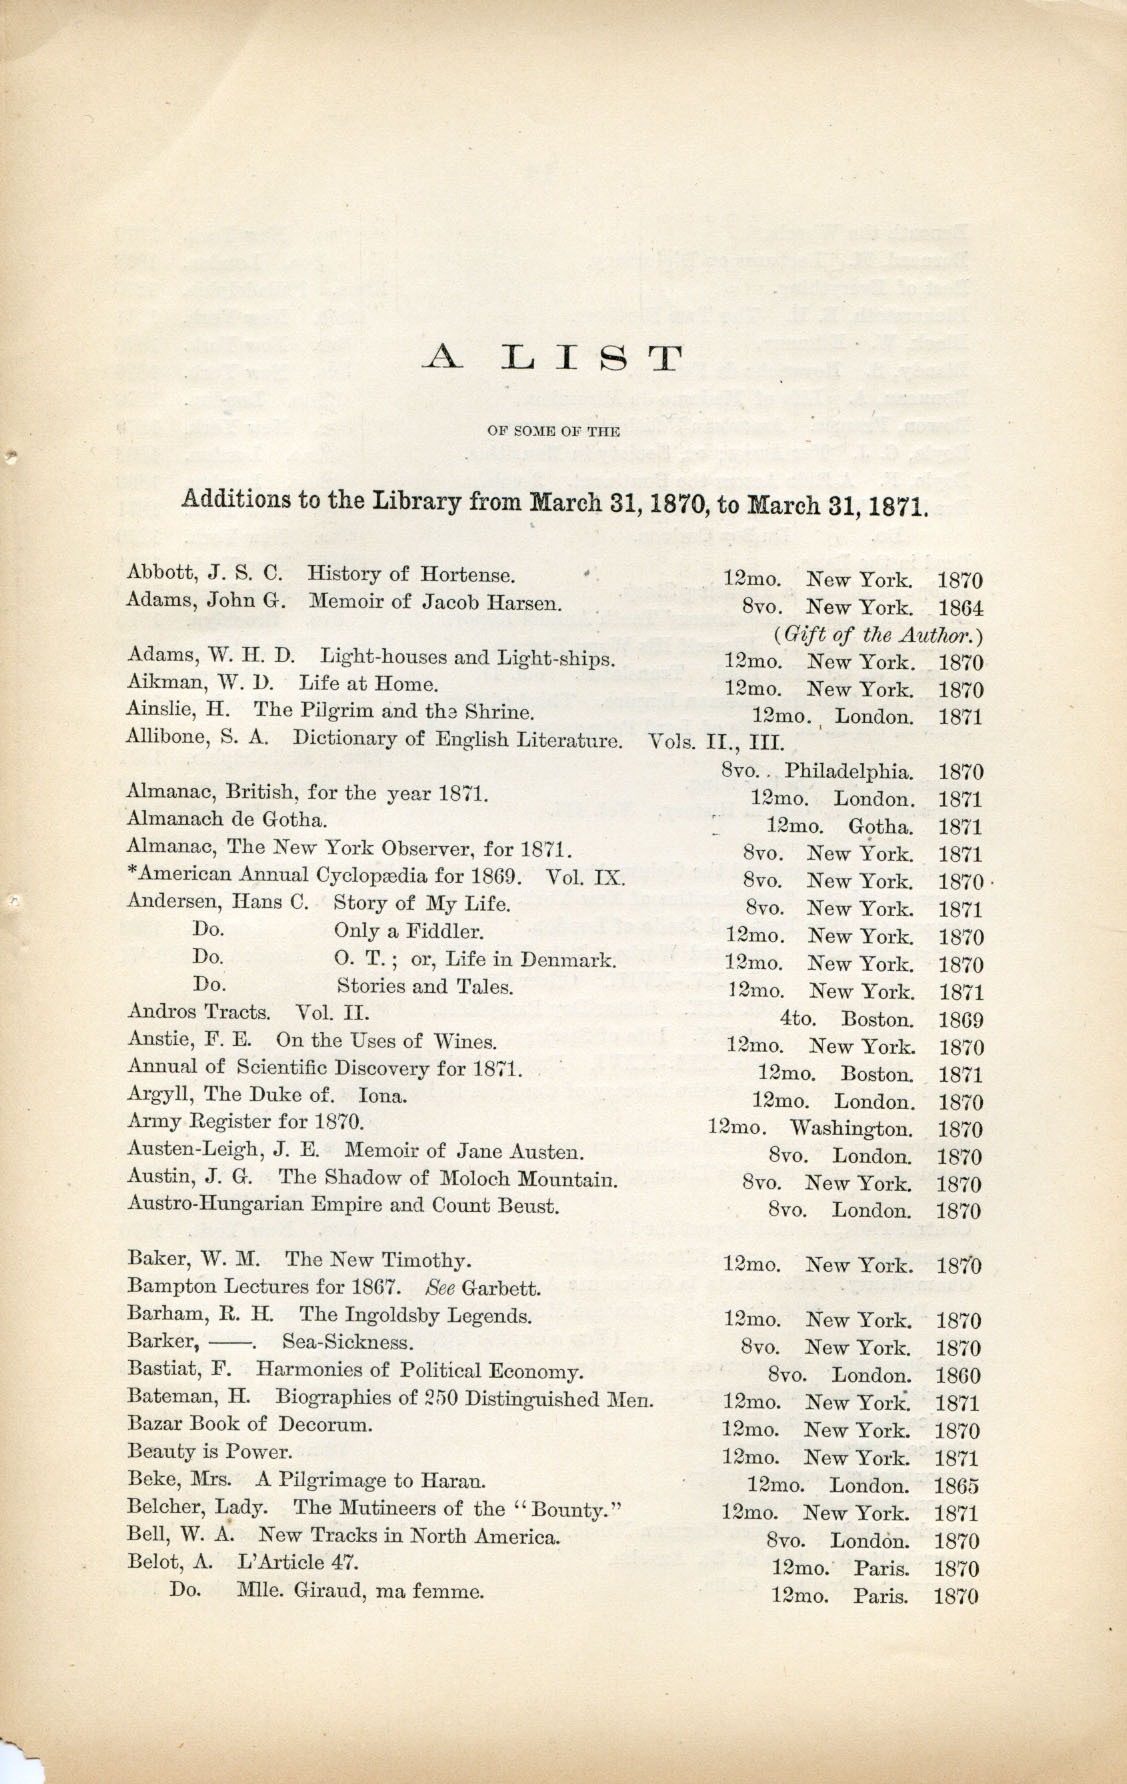 A LIST
OF SOME OF THE
Additions to the Library from March 31, 1870, to March 31, 1871.
Abbott, J. S. C. History of Hortense. 12mo. New York. 1870
Adams, John G. Memoir of Jacob Harsen. 8vo. New York. 1864
(Gift of the Author.)
Adams, W. H. D. Light-houses and Light-ships. 12mo. New York. 1870
Aikman, W. D. Life at Home. 12mo. New York. 1870
Ainslie, H. The Pilgrim and the Shrine. 12mo. London. 1871
Allibone, S. A. Dictionary of English Literature. Vols. II., III.
8vo. Philadelphia. 1870
Almanac, British, for the year 1871. 12mo. London. 1871
Almanach de Gotha. 12mo. Gotha. 1871
Almanac, The New York Observer, for 1871. 8vo. New York. 1871
*American Annual Cyclopædia for 1869. Vol. IX. 8vo. New York. 1870
Andersen, Hans C. Story of My Life. 8vo. New York. 1871
Do. Only a Fiddler. 12mo. New York. 1870
Do. O. T.; or, Life in Denmark. 12mo. New York. 1870
Do. Stories and Tales. 12mo. New York. 1871
Andros Tracts. Vol. II. 4to. Boston. 1869
Anstie, F. E. On the Uses of Wines. 12mo. New York. 1870
Annual of Scientific Discovery for 1871. 12mo. Boston. 1871
Argyll, The Duke of. Iona. 12mo. London. 1870
Army Register for 1870. 12mo. Washington. 1870
Austen-Leigh, J. E. Memoir of Jane Austen. 8vo. London. 1870
Austin, J. G. The Shadow of Moloch Mountain. 8vo. New York. 1870
Austro-Hungarian Empire and Count Beust. 8vo. London. 1870
Baker, W. M. The New Timothy. 12mo. New York. 1870
Bampton Lectures for 1867. See Garbett.
Barham, R. H. The Ingoldsby Legends. 12mo. New York. 1870
Barker, ——. Sea-Sickness. 8vo. New York. 1870
Bastiat, F. Harmonies of Political Economy. 8vo. London. 1860
Bateman, H. Biographies of 250 Distinguished Men. 12mo. New York. 1871
Bazar Book of Decorum. 12mo. New York. 1870
Beauty is Power. 12mo. New York. 1871
Beke, Mrs. A Pilgrimage to Haran. 12mo. London. 1865
Belcher, Lady. The Mutineers of the "Bounty." 12mo. New York. 1871
Bell, W. A. New Tracks in North America. 8vo. London. 1870
Belot, A. L'Article 47. 12mo. Paris. 1870
Do. Mlle. Giraud, ma femme. 12mo. Paris. 1870